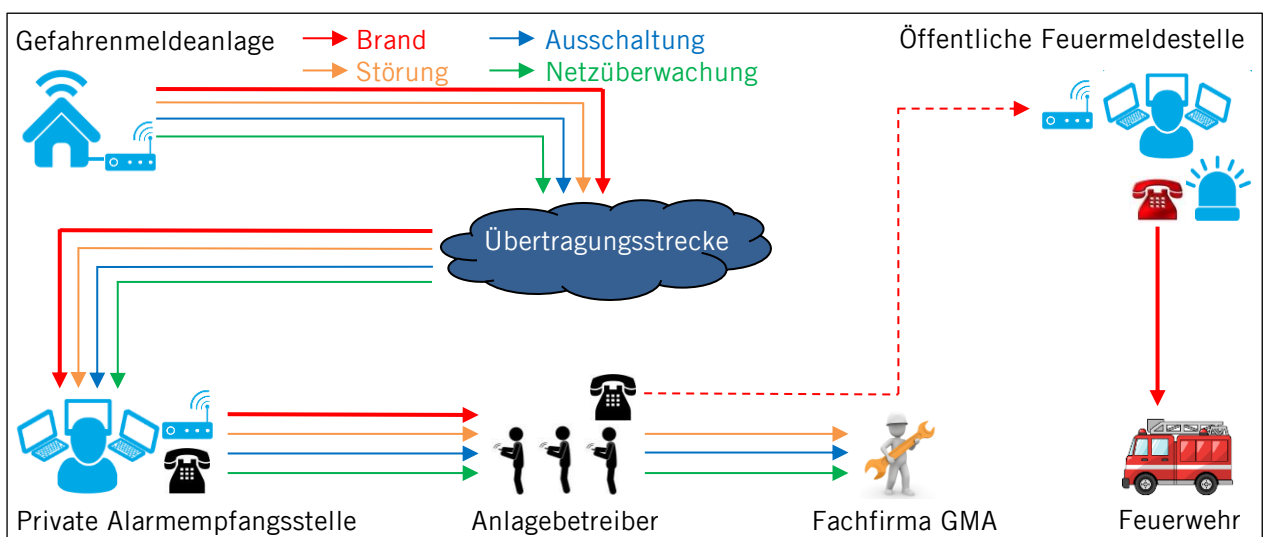 Gefahrenmeldeanlage
Brand
Ausschaltung
Öffentliche Feuermeldestelle
Störung
Netzüberwachung
Übertragungsstrecke
Private Alarmempfangsstelle
Anlagebetreiber
Fachfirma GMA
Feuerwehr